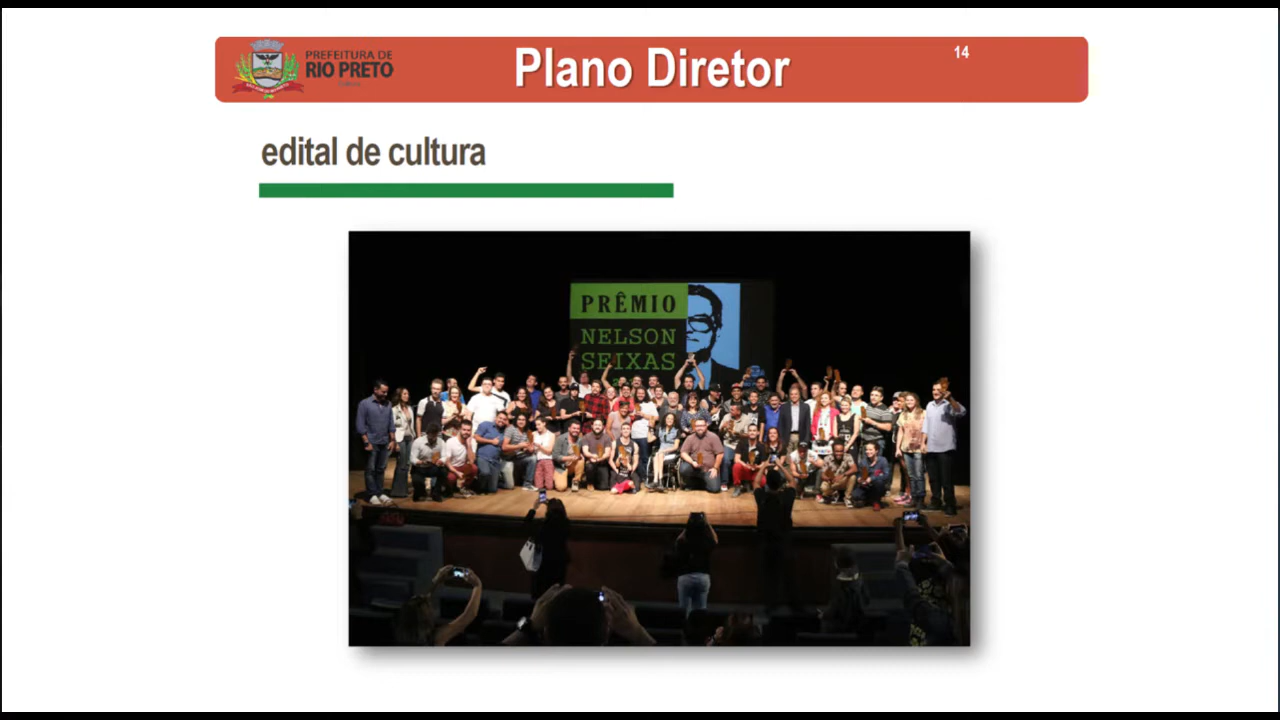 PREFEITURA DE
RIO PRETO
Plano Diretor
14
edital de cultura
PRÊMIO
NELSON
SEIXAS